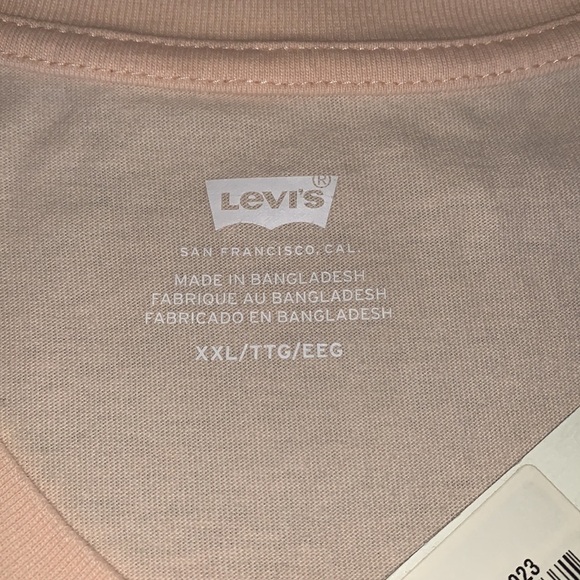 Levi's®
SAN FRANCISCO, CAL.
MADE IN BANGLADESH
FABRIQUE AU BANGLADESH
FABRICADO EN BANGLADESH
XXL/TTG/EEG